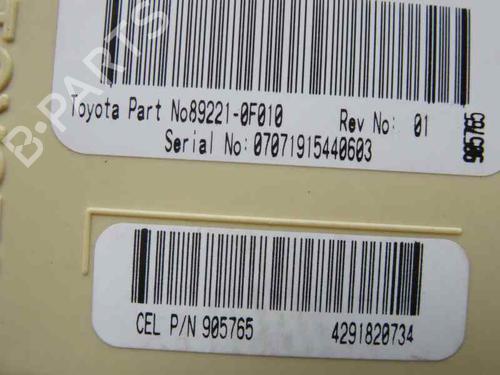 Toyota Part No89221-0F010 Rev No: 01
Serial No:07071915440603
905765
CEL P/N 905765 4291820734
B-PARTS